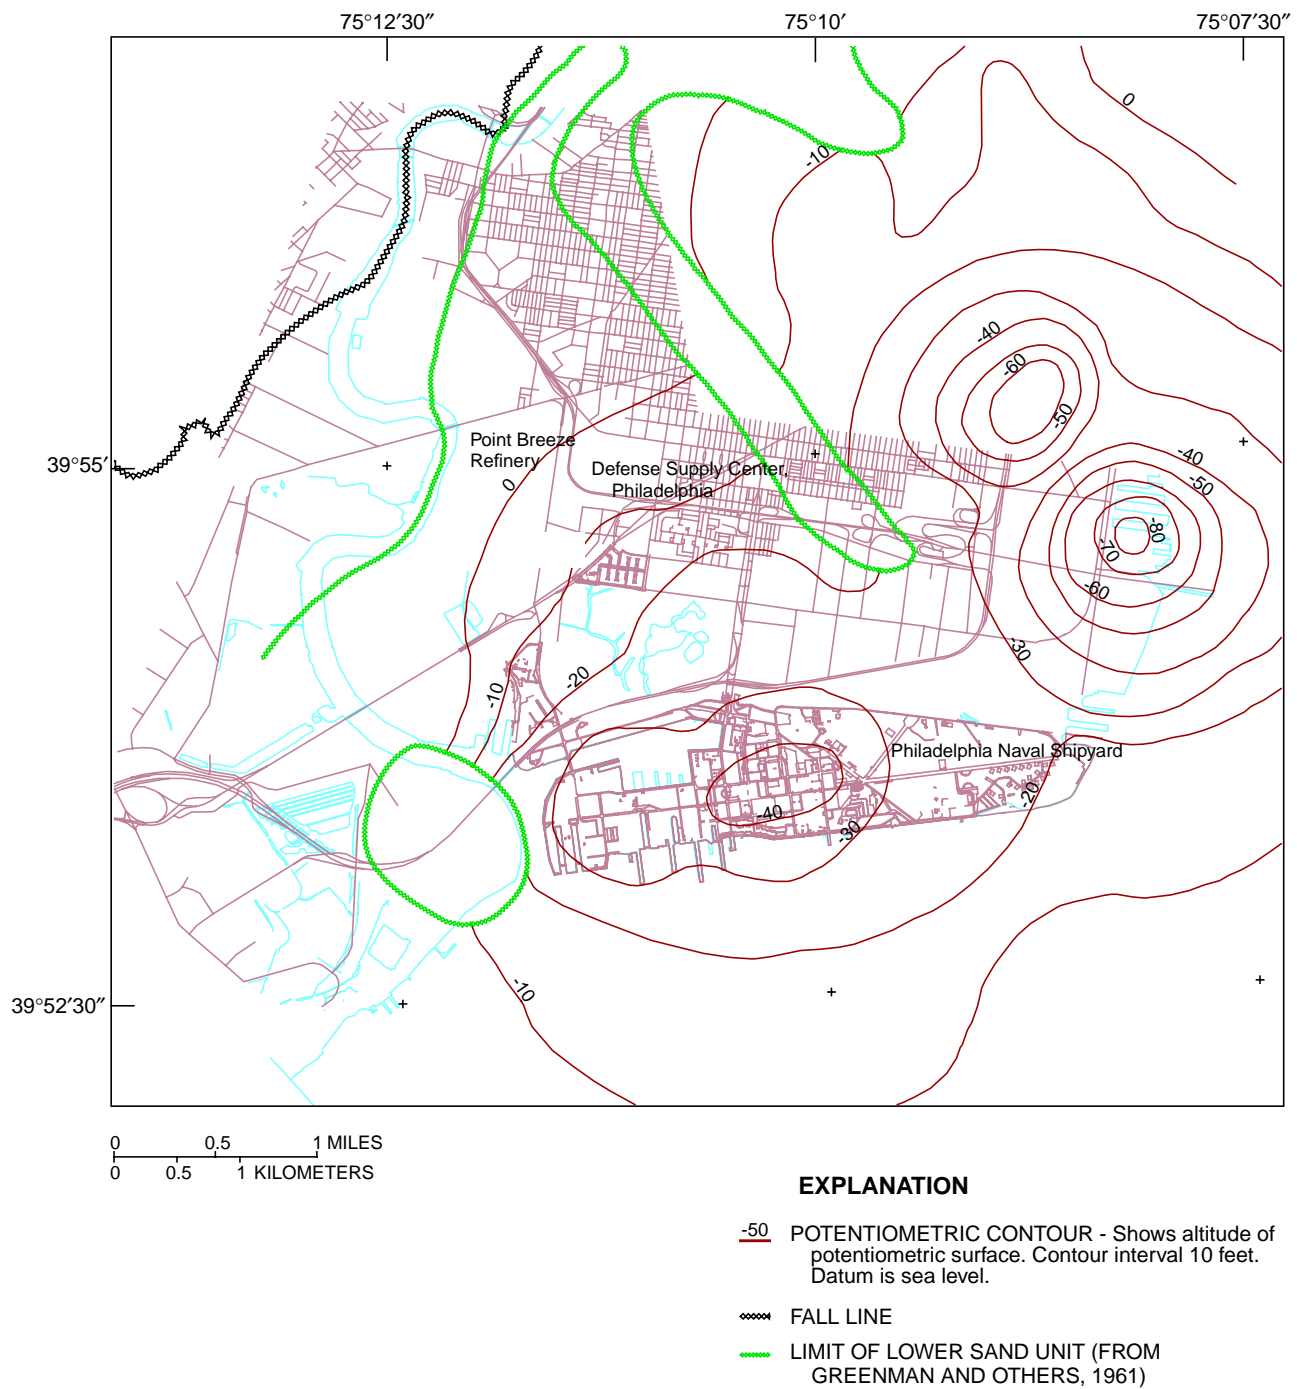 75°12′30″ 75°10′ 75°07′30″
0
-10
-40
-60
-50
39°55′
Point Breeze
Refinery
0
Defense Supply Center,
Philadelphia
-40
-50
-80
-70
-60
-30
-20
-10
Philadelphia Naval Shipyard
-20
-40
-30
-10
39°52′30″
0 0.5 1 MILES
0 0.5 1 KILOMETERS
EXPLANATION
-50 POTENTIOMETRIC CONTOUR - Shows altitude of
potentiometric surface. Contour interval 10 feet.
Datum is sea level.
FALL LINE
LIMIT OF LOWER SAND UNIT (FROM
GREENMAN AND OTHERS, 1961)